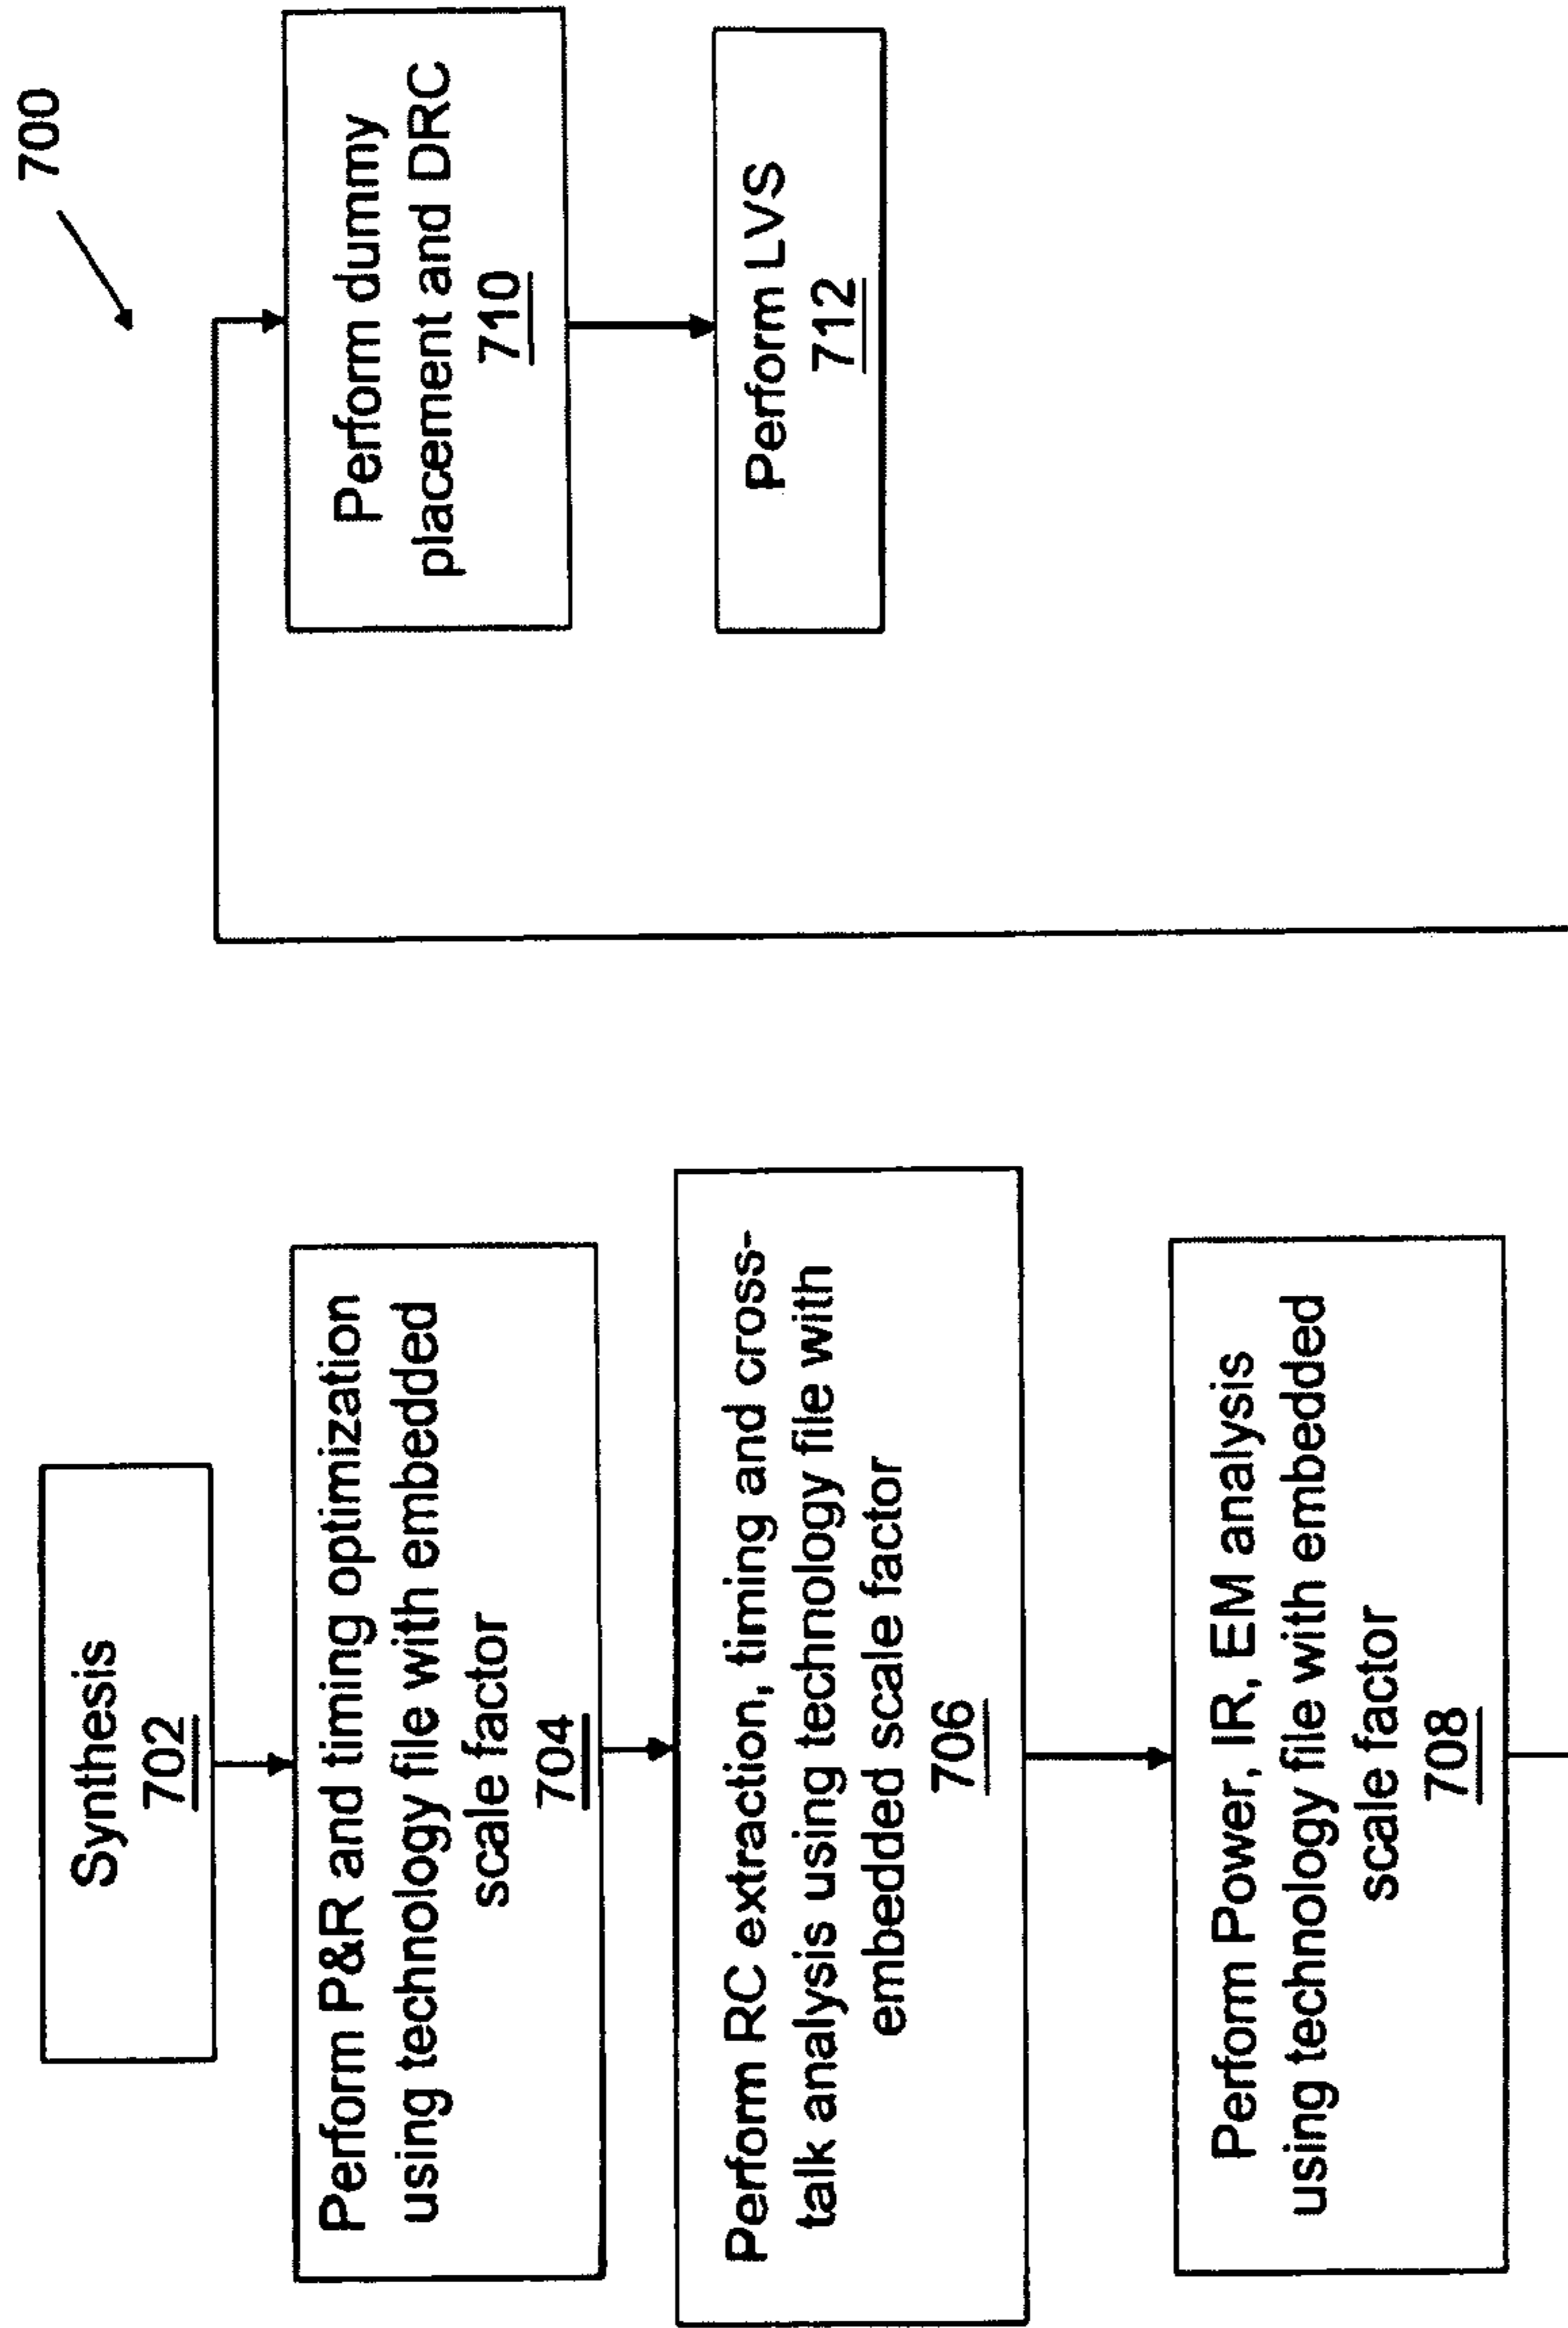 700
Synthesis
702
Perform P&R and timing optimization
using technology file with embedded
scale factor
704
Perform RC extraction, timing and cross-
talk analysis using technology file with
embedded scale factor
706
Perfom Power, IR, EM analysis
using technology file with embedded
scale factor
708
Perform dummy
placement and DRC
710
Perform LVS
712